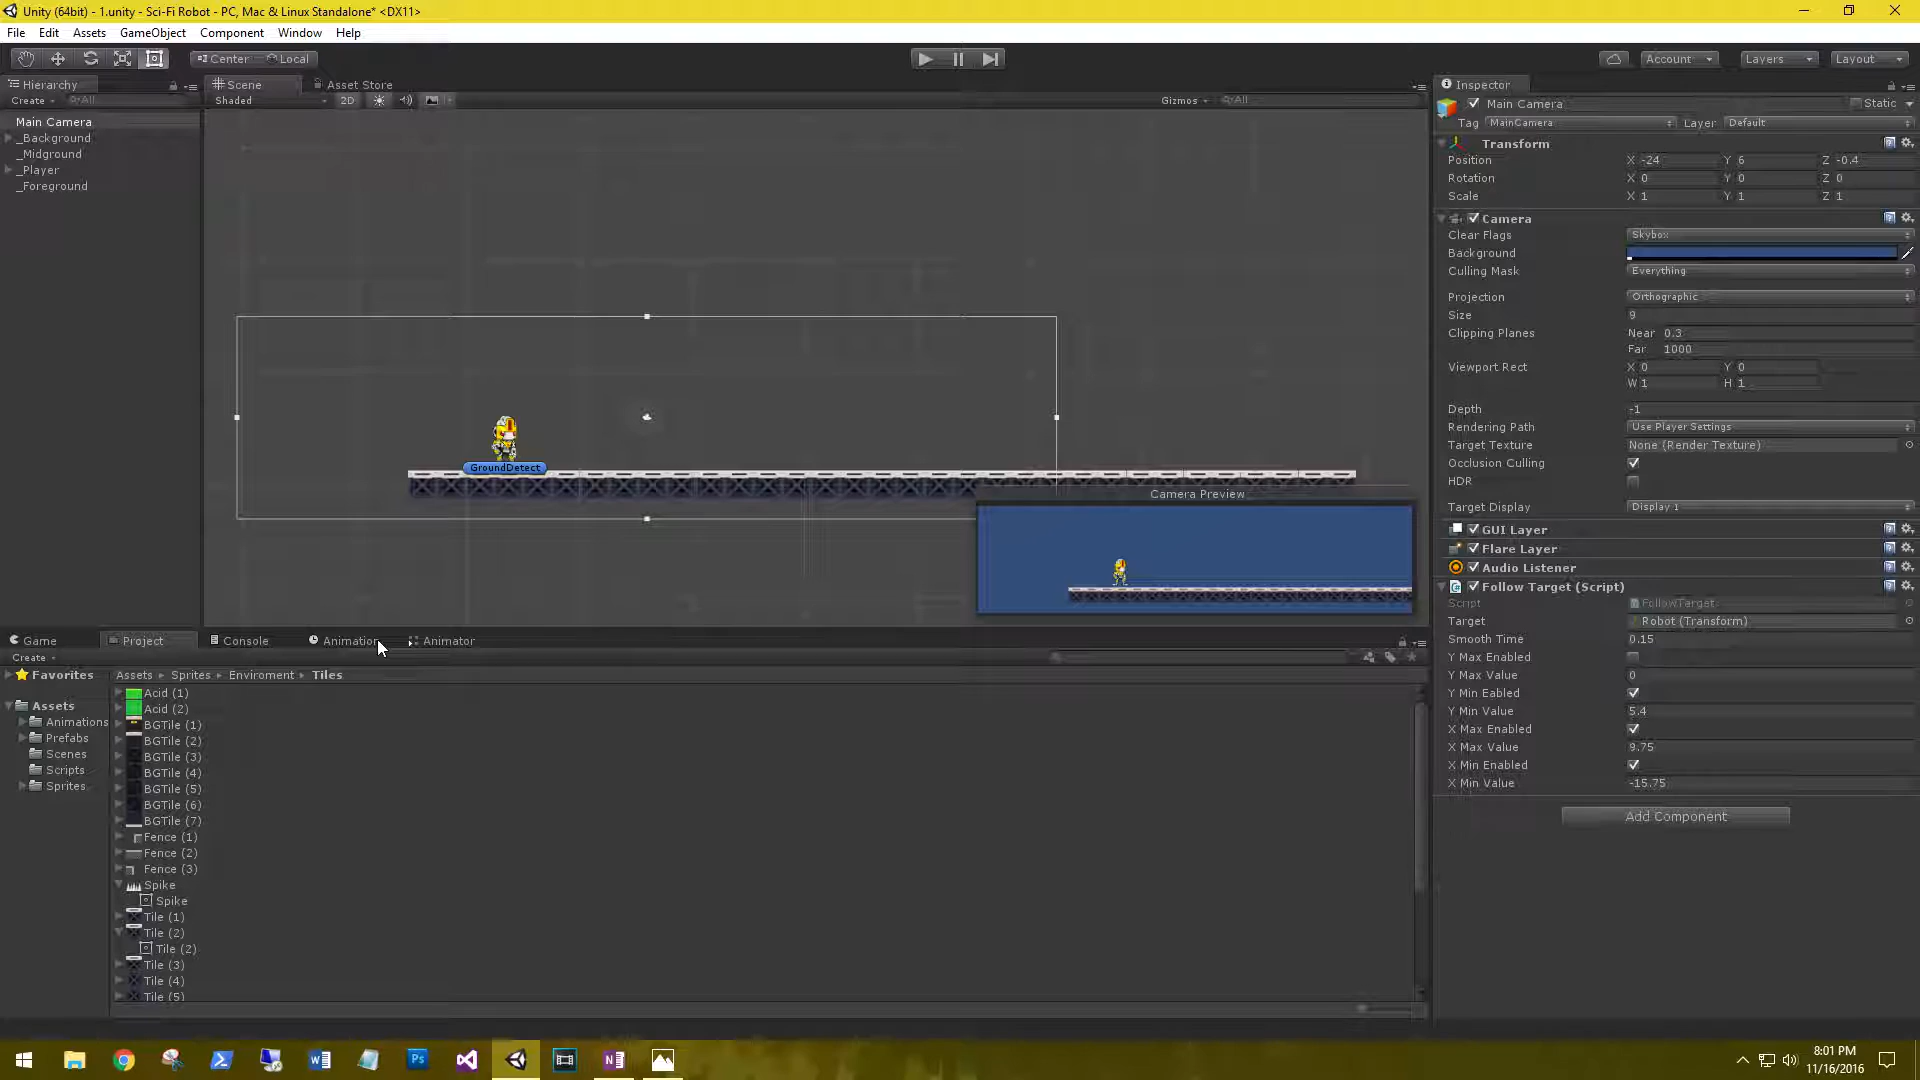 Unity (64bit) - 1.unity - Sci-Fi Robot - PC, Mac & Linux Standalone* <DX11>
File Edit Assets GameObject Component Window Help
Center Local Account Layers Layout
Hierarchy Scene Asset Store Inspector
Create All Shaded 2D Gizmos All
Main Camera Static
Tag MainCamera Layer Default
Main Camera
_Background
_Midground
_Player
_Foreground
GroundDetect
Camera Preview
Transform
Position X -24 Y 6 Z -0.4
Rotation X 0 Y 0 Z 0
Scale X 1 Y 1 Z 1
Camera
Clear Flags Skybox
Background
Culling Mask Everything
Projection Orthographic
Size 9
Clipping Planes Near 0.3
Far 1000
Viewport Rect X 0 Y 0
W 1 H 1
Depth -1
Rendering Path Use Player Settings
Target Texture None (Render Texture)
Occlusion Culling
HDR
Target Display Display 1
GUI Layer
Flare Layer
Audio Listener
Follow Target (Script)
Script FollowTarget
Target Robot (Transform)
Smooth Time 0.15
Y Max Enabled
Y Max Value 0
Y Min Eabled
Y Min Value 5.4
X Max Enabled
X Max Value 9.75
X Min Enabled
X Min Value -15.75
Add Component
Game Project Console Animation Animator
Create
Favorites
Assets
Animations
Prefabs
Scenes
Scripts
Sprites
Assets Sprites Enviroment Tiles
Acid (1)
Acid (2)
BGTile (1)
BGTile (2)
BGTile (3)
BGTile (4)
BGTile (5)
BGTile (6)
BGTile (7)
Fence (1)
Fence (2)
Fence (3)
Spike
Spike
Tile (1)
Tile (2)
Tile (2)
Tile (3)
Tile (4)
Tile (5)
8:01 PM
11/16/2016